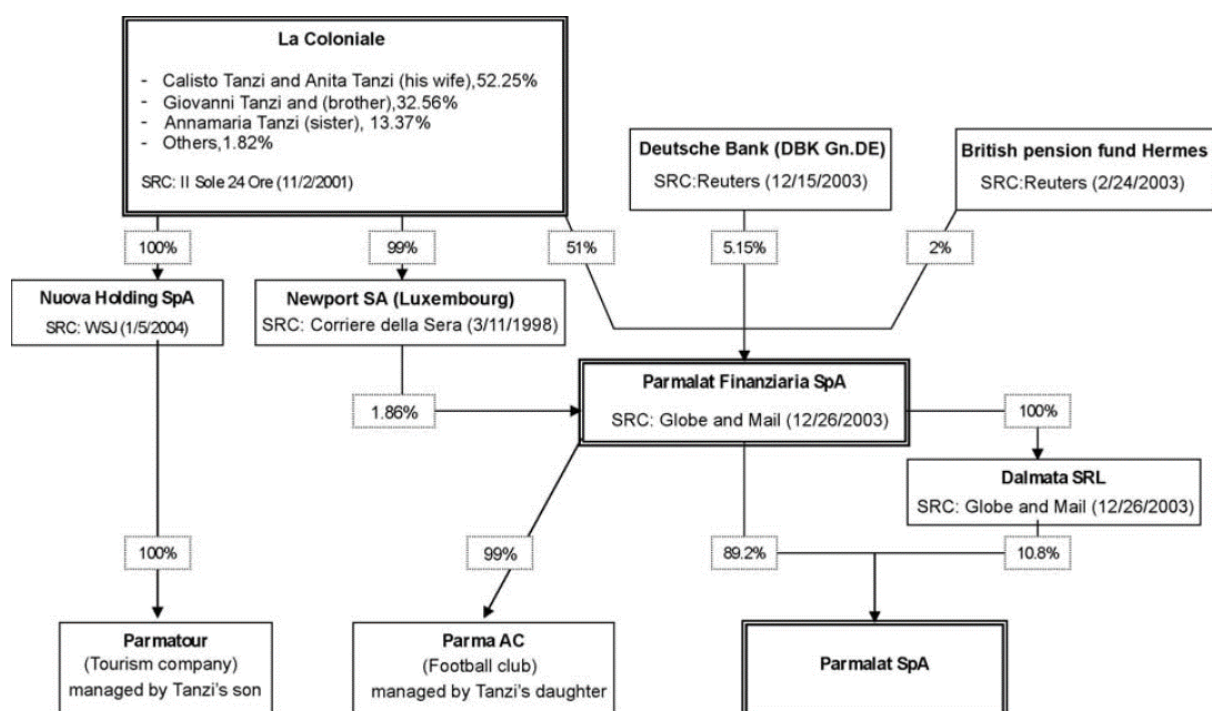 La Coloniale
- Calisto Tanzi and Anita Tanzi (his wife),52.25%
- Giovanni Tanzi and (brother),32.56%
- Annamaria Tanzi (sister), 13.37%
- Others,1.82%
SRC: Il Sole 24 Ore (11/2/2001)
Deutsche Bank (DBK Gn.DE)
SRC:Reuters (12/15/2003)
British pension fund Hermes
SRC:Reuters (2/24/2003)
100%
99%
51%
5.15%
2%
Nuova Holding SpA
SRC: WSJ (1/5/2004)
Newport SA (Luxembourg)
SRC: Corriere della Sera (3/11/1998)
Parmalat Finanziaria SpA
SRC: Globe and Mail (12/26/2003)
1.86%
100%
Dalmata SRL
SRC: Globe and Mail (12/26/2003)
100%
99%
89.2%
10.8%
Parmatour
(Tourism company)
managed by Tanzi's son
Parma AC
(Football club)
managed by Tanzi's daughter
Parmalat SpA